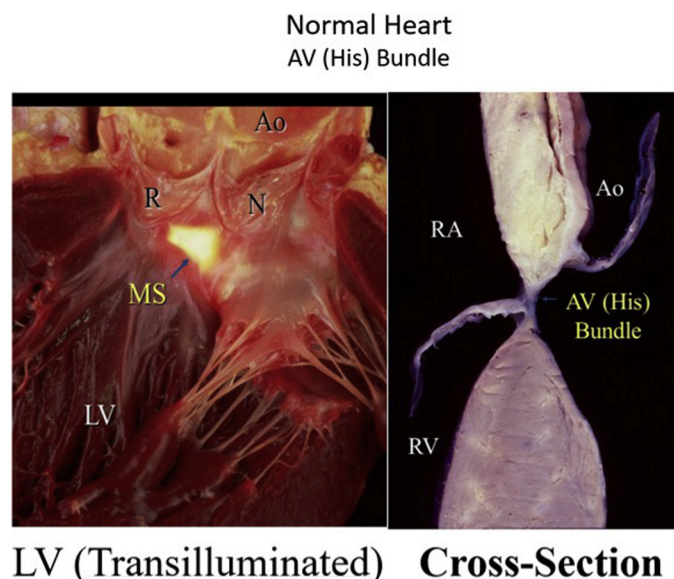 Normal Heart
AV (His) Bundle
Ao
R
N
MS
LV
Ao
RA
AV (His)
Bundle
RV
LV (Transilluminated)
Cross-Section